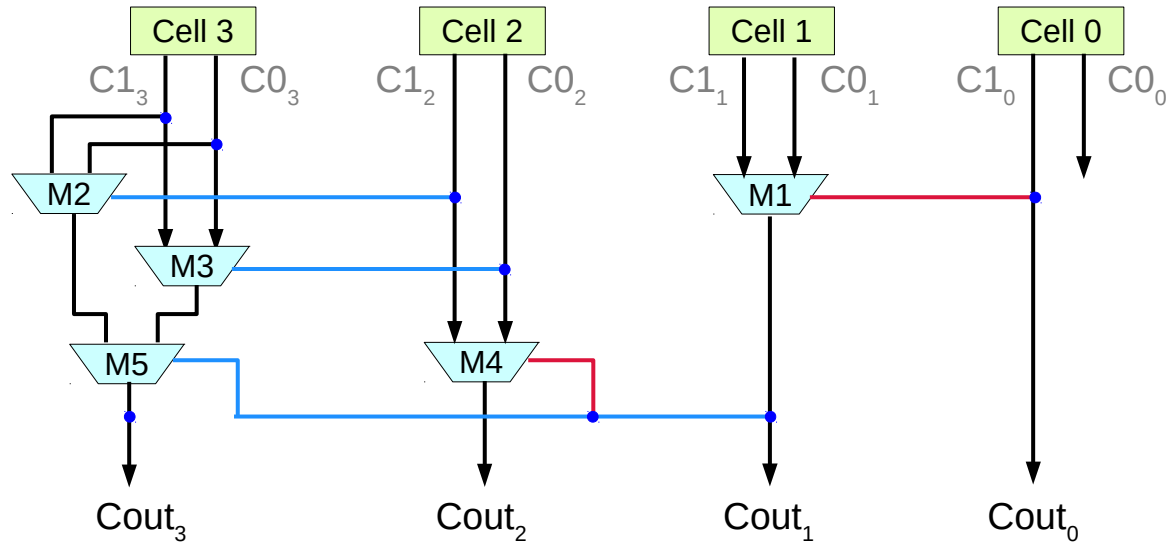 Cell 3
Cell 2
Cell 1
Cell 0
C1₃
C0₃
C1₂
C0₂
C1₁
C0₁
C1₀
C0₀
M2
M1
M3
M5
M4
Cout₃
Cout₂
Cout₁
Cout₀